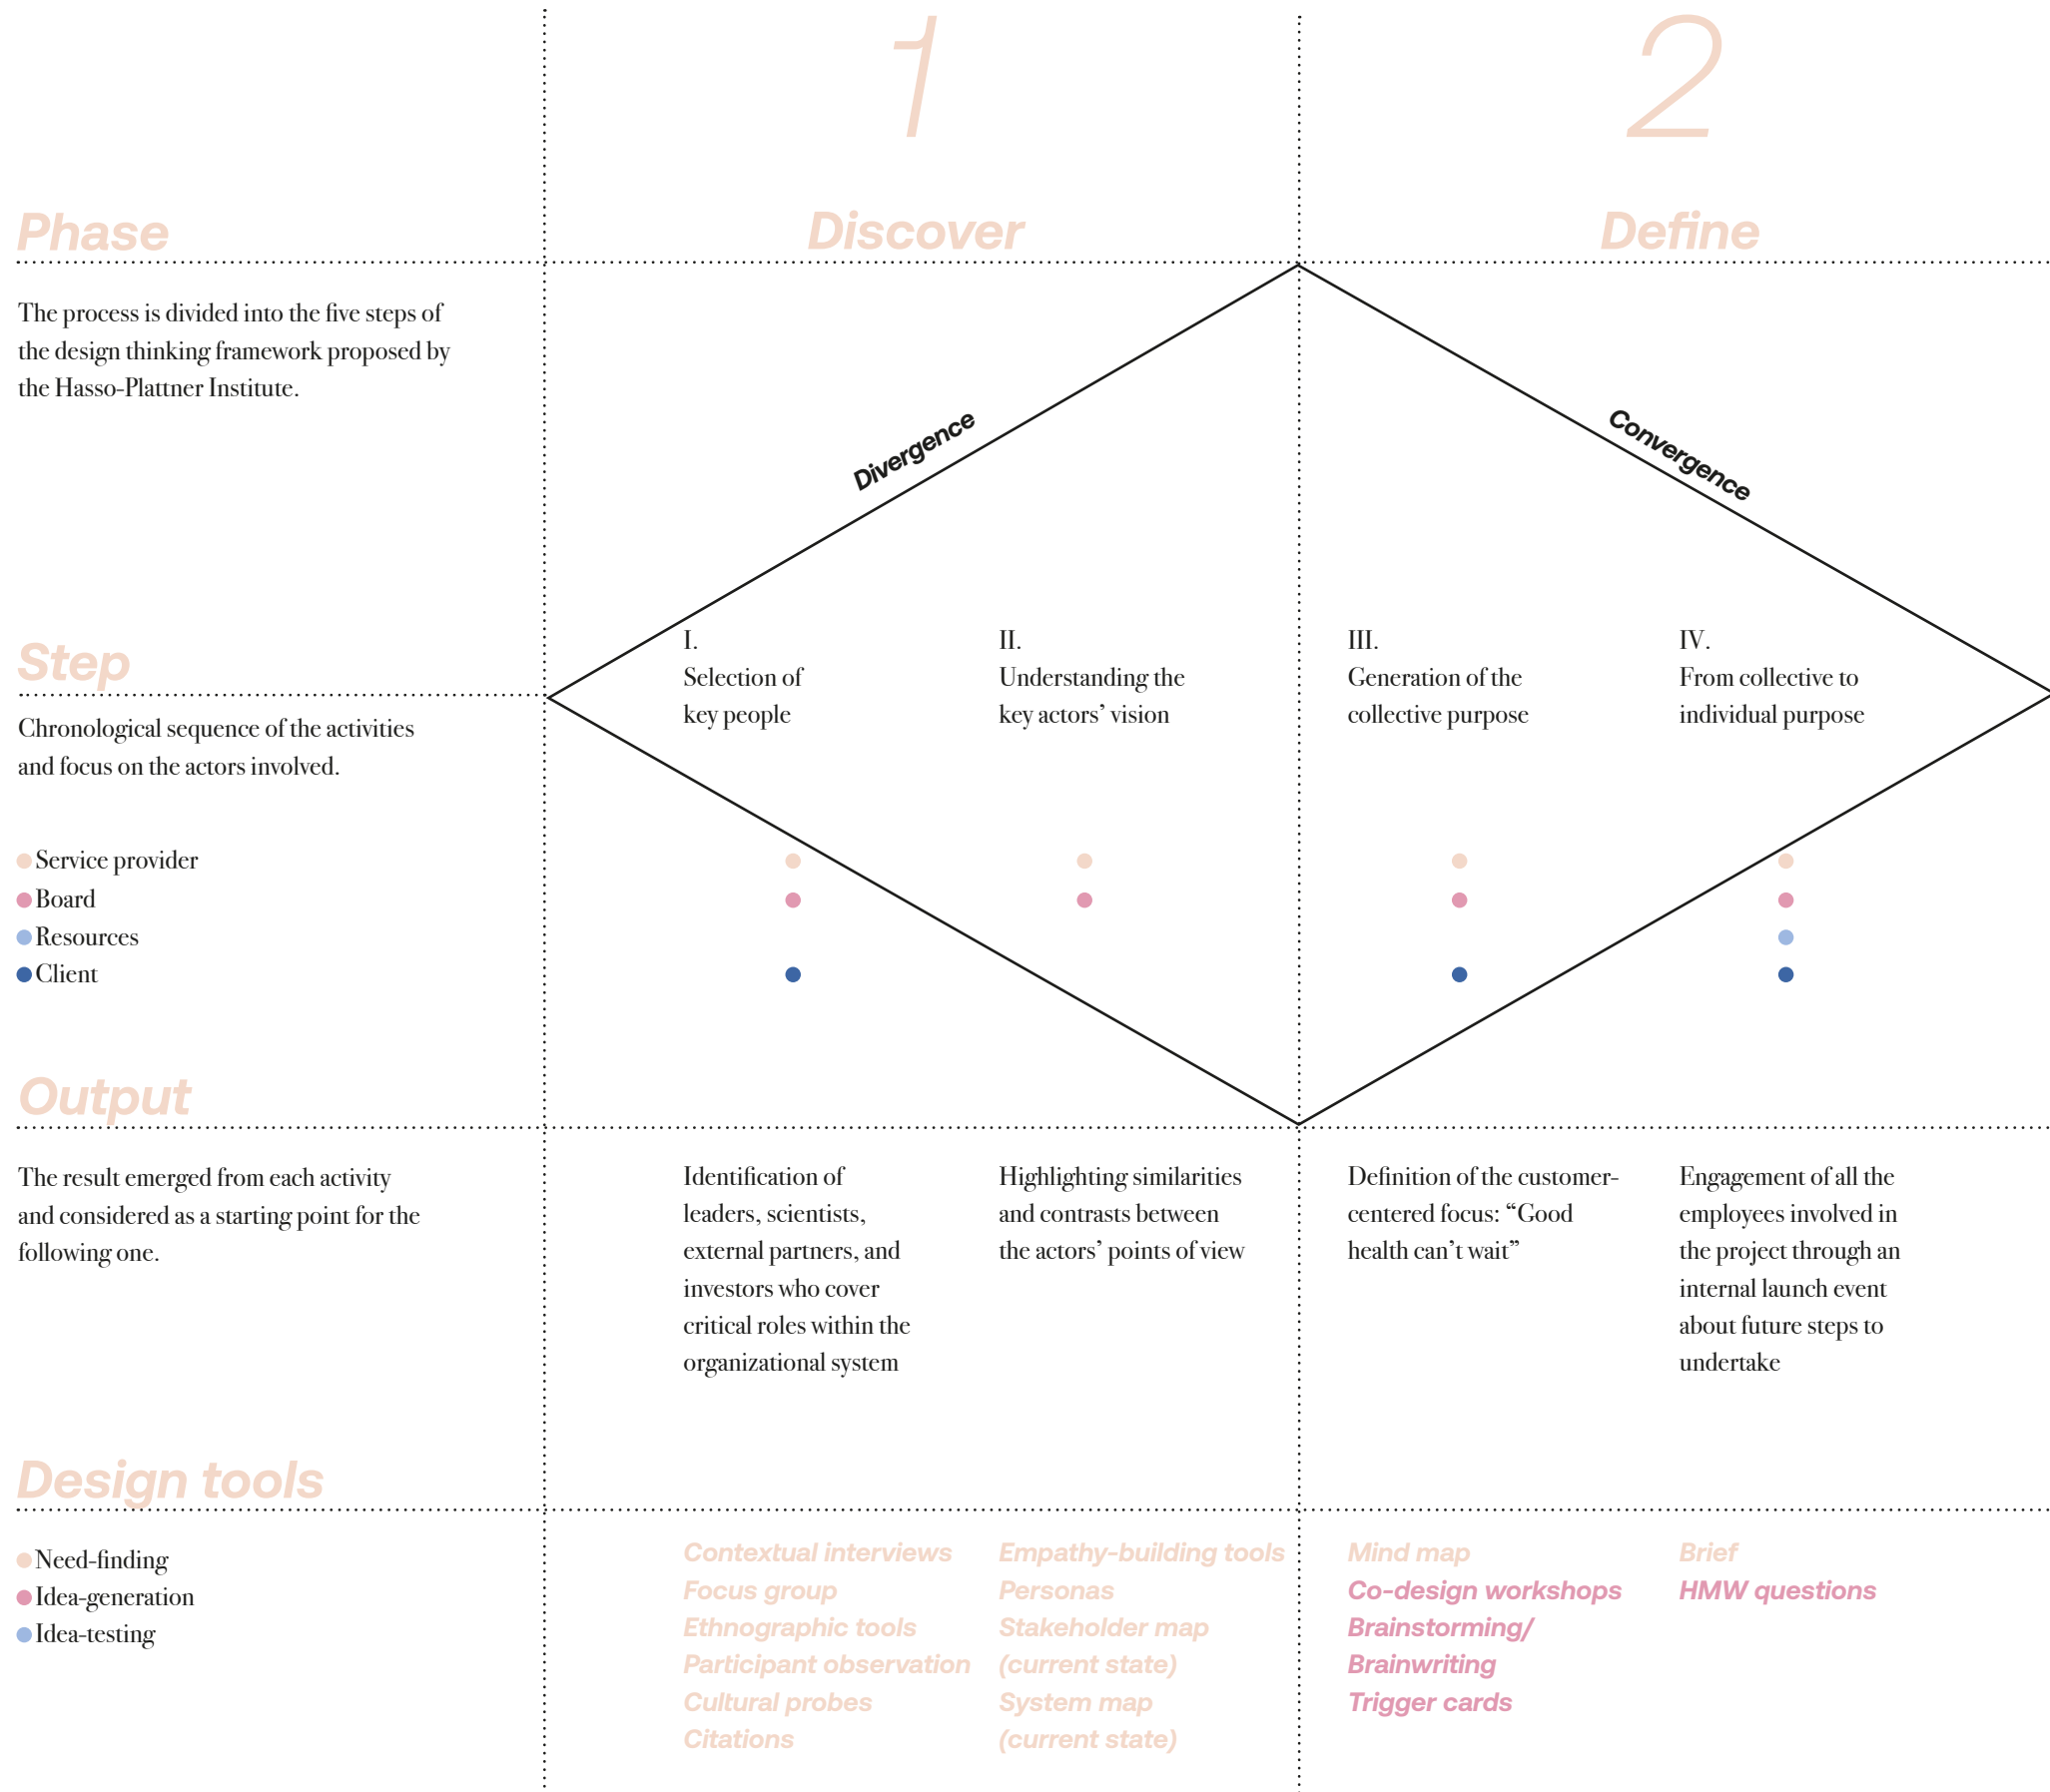 1
2
Phase
Discover
Define
The process is divided into the five steps of
the design thinking framework proposed by
the Hasso-Plattner Institute.
Divergence
Convergence
Step
Chronological sequence of the activities
and focus on the actors involved.
I.
Selection of
key people
II.
Understanding the
key actors’ vision
III.
Generation of the
collective purpose
IV.
From collective to
individual purpose
Service provider
Board
Resources
Client
Output
The result emerged from each activity
and considered as a starting point for the
following one.
Identification of
leaders, scientists,
external partners, and
investors who cover
critical roles within the
organizational system
Highlighting similarities
and contrasts between
the actors’ points of view
Definition of the customer-
centered focus: “Good
health can’t wait”
Engagement of all the
employees involved in
the project through an
internal launch event
about future steps to
undertake
Design tools
Need-finding
Idea-generation
Idea-testing
Contextual interviews
Focus group
Ethnographic tools
Participant observation
Cultural probes
Citations
Empathy-building tools
Personas
Stakeholder map
(current state)
System map
(current state)
Mind map
Co-design workshops
Brainstorming/
Brainwriting
Trigger cards
Brief
HMW questions